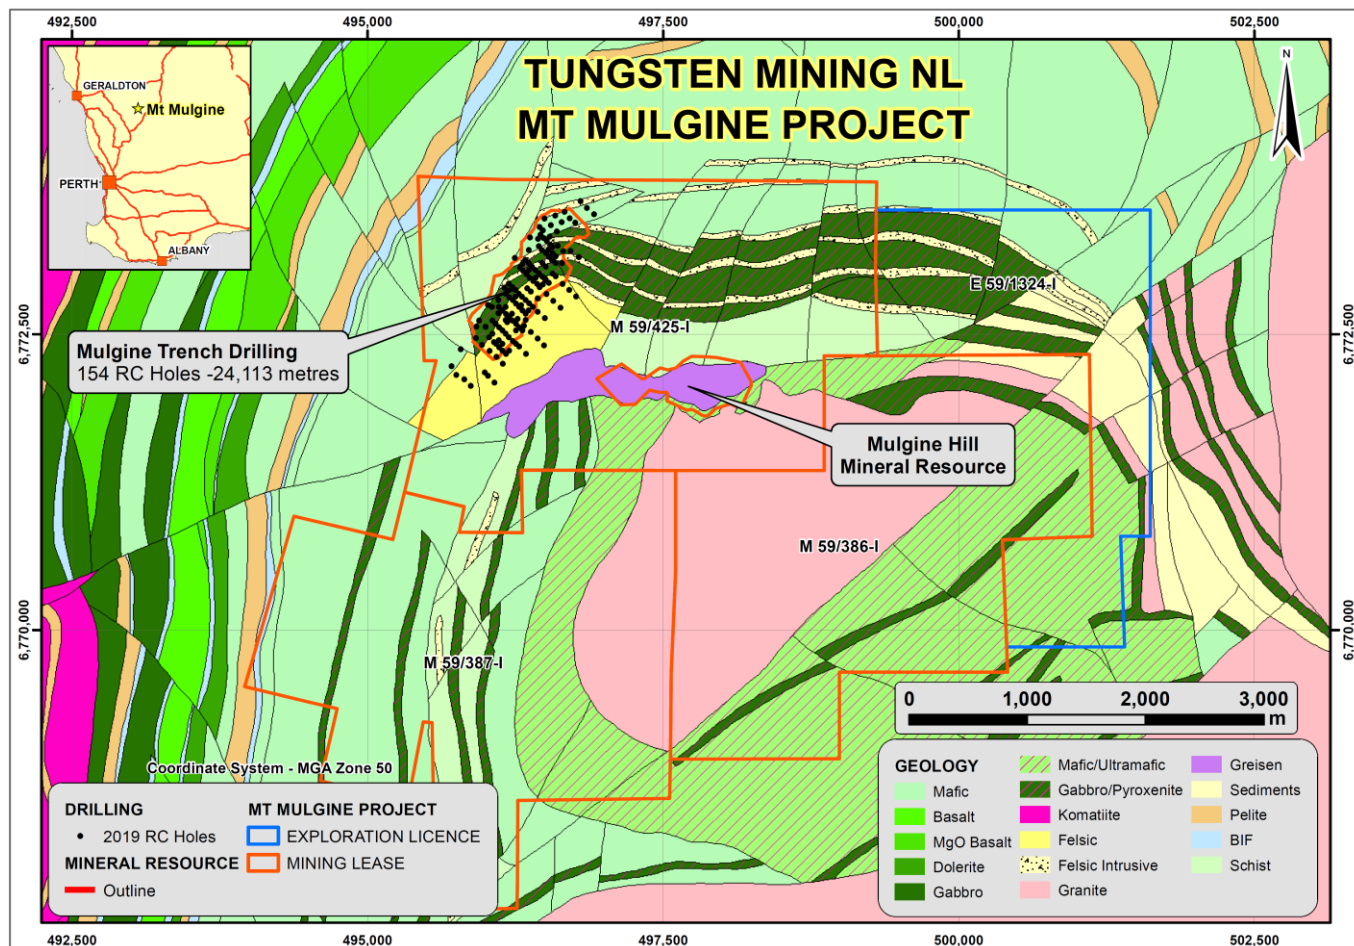 492,500 495,000 497,500 500,000 502,500
N
TUNGSTEN MINING NL
MT MULGINE PROJECT
GERALDTON
Mt Mulgine
PERTH
ALBANY
E 59/1324-I
M 59/425-I
6,772,500 6,772,500
Mulgine Trench Drilling
154 RC Holes -24,113 metres
Mulgine Hill
Mineral Resource
M 59/386-I
6,770,000 6,770,000
M 59/387-I
0 1,000 2,000 3,000
m
Coordinate System - MGA Zone 50
DRILLING
2019 RC Holes
MINERAL RESOURCE
Outline
MT MULGINE PROJECT
EXPLORATION LICENCE
MINING LEASE
GEOLOGY
Mafic
Basalt
MgO Basalt
Dolerite
Gabbro
Mafic/Ultramafic
Gabbro/Pyroxenite
Komatiite
Felsic
Felsic Intrusive
Granite
Greisen
Sediments
Pelite
BIF
Schist
492,500 495,000 497,500 500,000 502,500